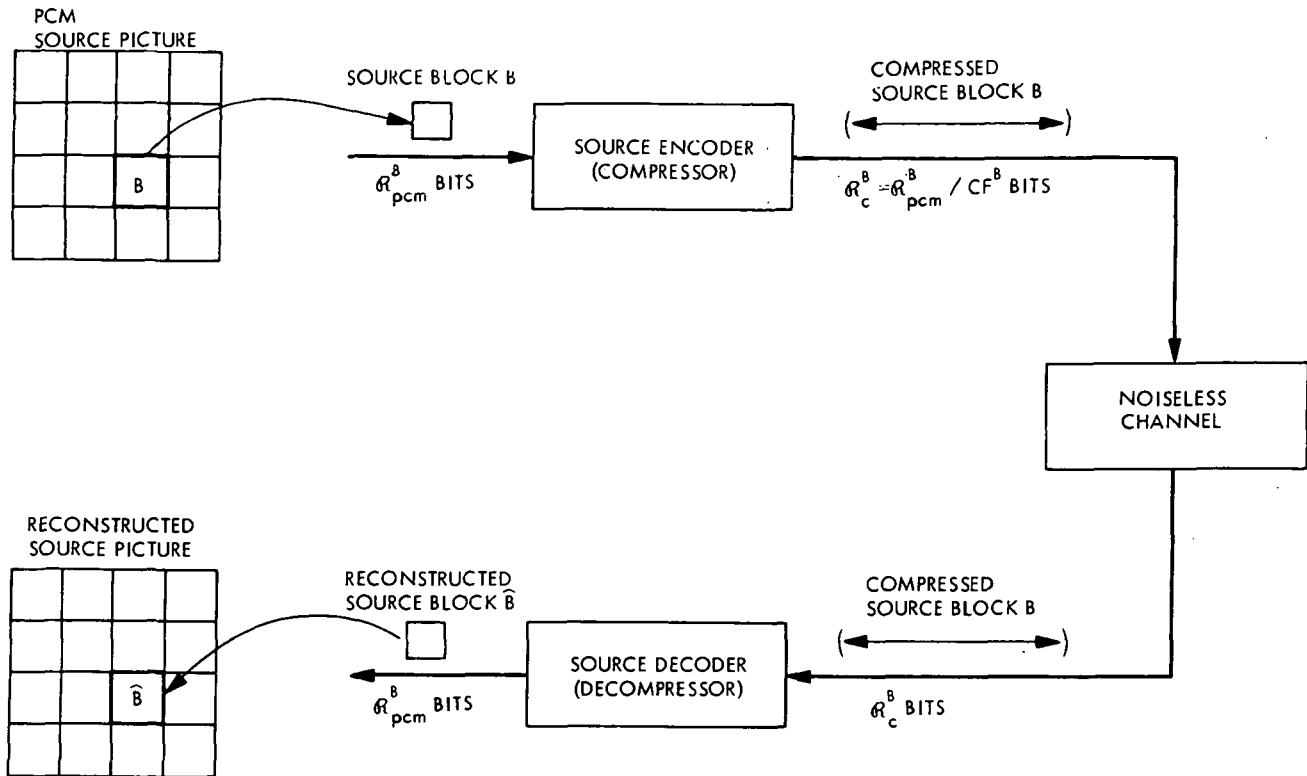 PCM
SOURCE PICTURE
B
SOURCE BLOCK B
ℛ^B_pcm BITS
SOURCE ENCODER
(COMPRESSOR)
COMPRESSED
SOURCE BLOCK B
ℛ^B_c = ℛ^B_pcm / CF^B BITS
NOISELESS
CHANNEL
COMPRESSED
SOURCE BLOCK B
ℛ^B_c BITS
SOURCE DECODER
(DECOMPRESSOR)
RECONSTRUCTED
SOURCE BLOCK B̂
ℛ^B_pcm BITS
RECONSTRUCTED
SOURCE PICTURE
B̂